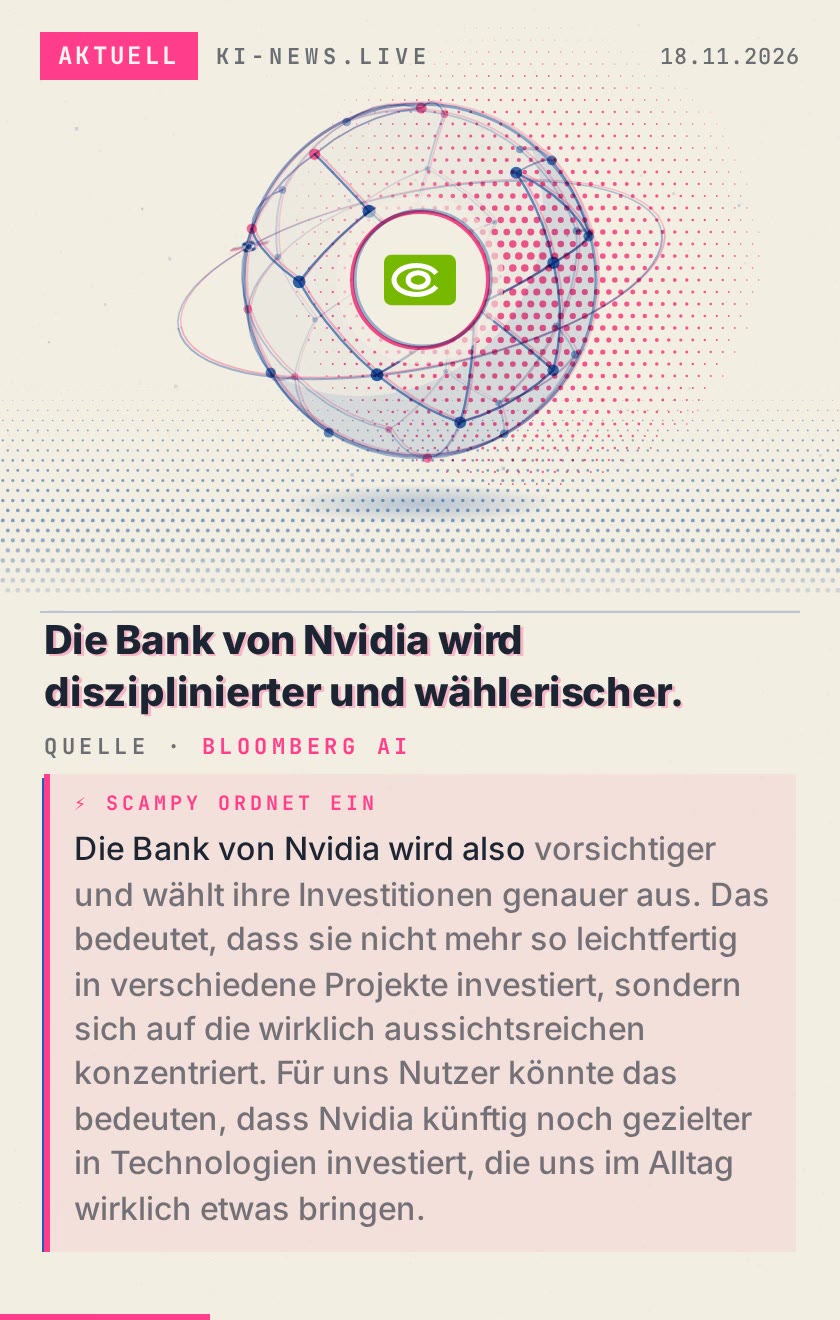 AKTUELL KI-NEWS.LIVE 18.11.2026
Die Bank von Nvidia wird
disziplinierter und wählerischer.
QUELLE · BLOOMBERG AI
⚡ SCAMPY ORDNET EIN
Die Bank von Nvidia wird also vorsichtiger
und wählt ihre Investitionen genauer aus. Das
bedeutet, dass sie nicht mehr so leichtfertig
in verschiedene Projekte investiert, sondern
sich auf die wirklich aussichtsreichen
konzentriert. Für uns Nutzer könnte das
bedeuten, dass Nvidia künftig noch gezielter
in Technologien investiert, die uns im Alltag
wirklich etwas bringen.